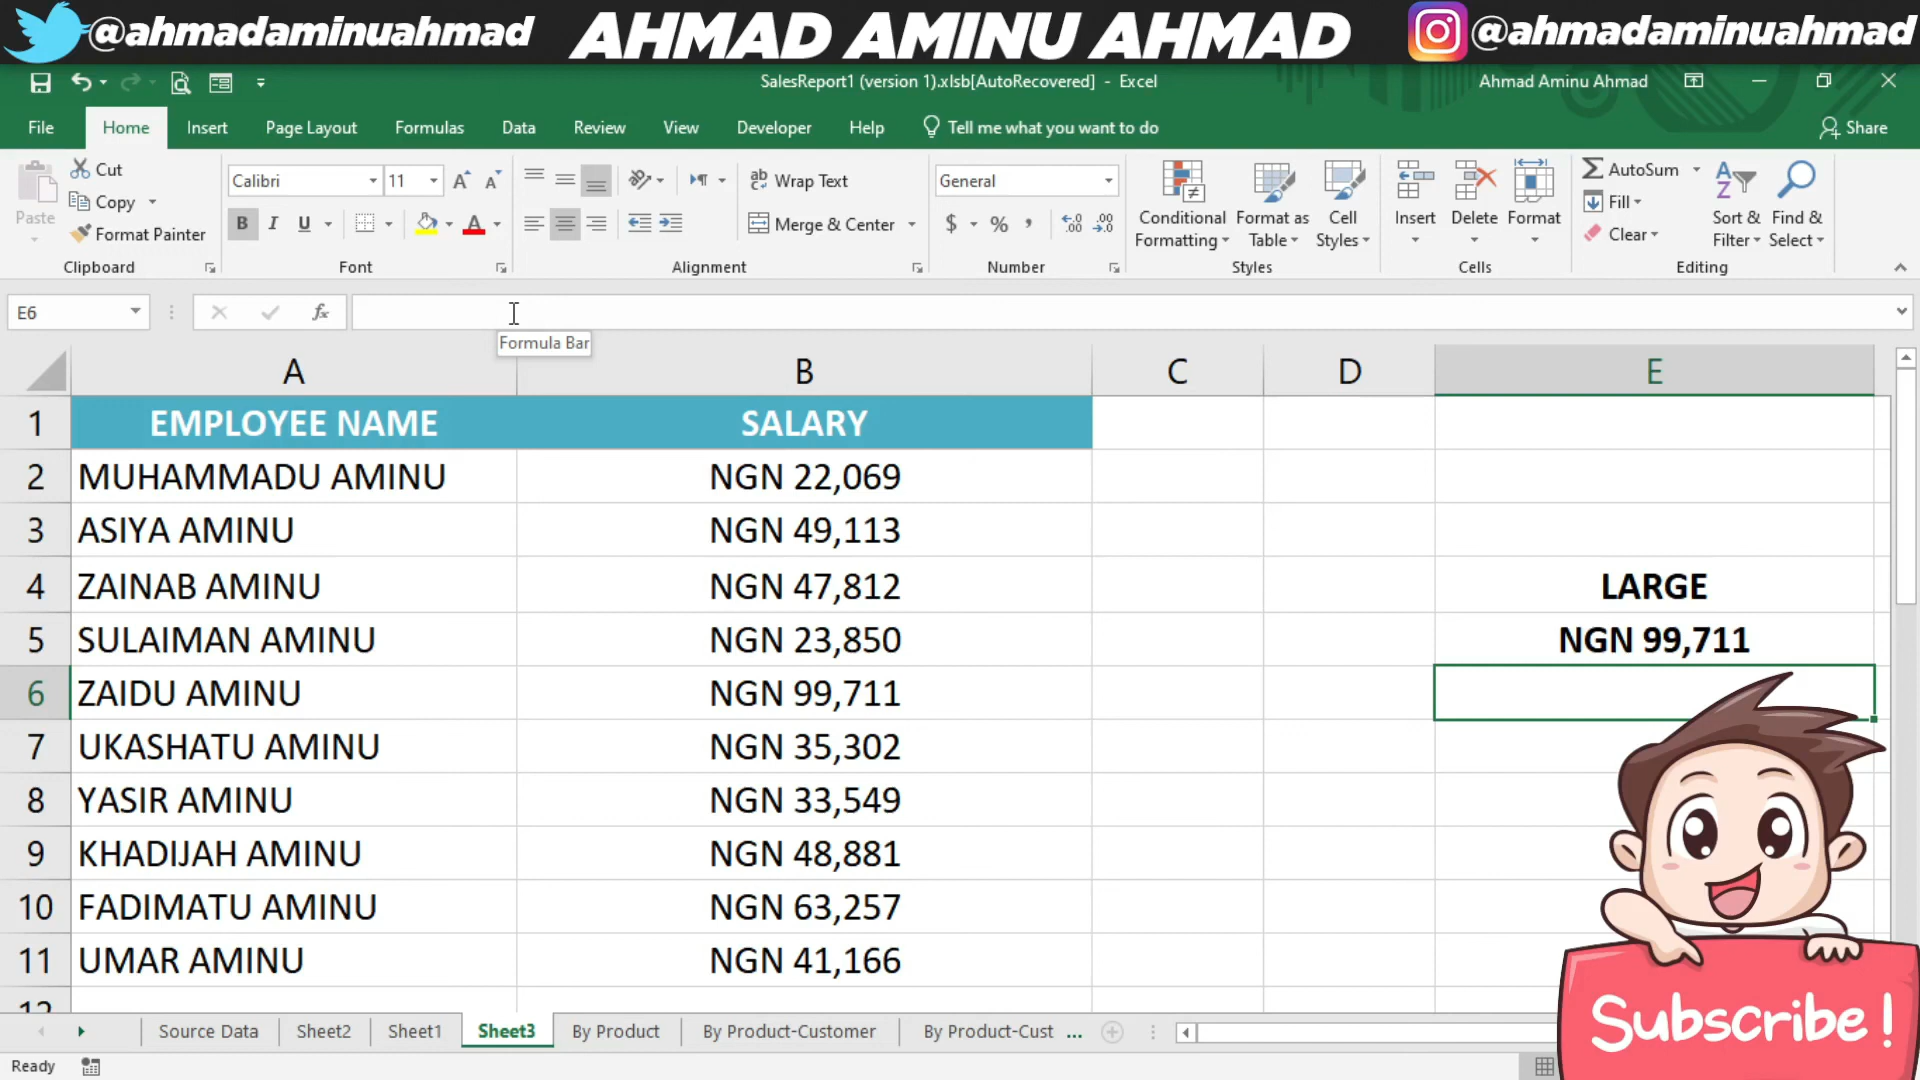 @ahmadaminuahmad AHMAD AMINU AHMAD @ahmadaminuahmad
SalesReport1 (version 1).xlsb[AutoRecovered] - Excel Ahmad Aminu Ahmad
File Home Insert Page Layout Formulas Data Review View Developer Help Tell me what you want to do Share
Paste Cut Copy Format Painter
Calibri 11
B I U A
Wrap Text
Merge & Center
General
$ % ,
Conditional Formatting
Format as Table
Cell Styles
Insert Delete Format
AutoSum
Fill
Clear
Sort & Filter
Find & Select
Clipboard Font Alignment Number Styles Cells Editing
E6 fx
Formula Bar
A B C D E
1 EMPLOYEE NAME SALARY
2 MUHAMMADU AMINU NGN 22,069
3 ASIYA AMINU NGN 49,113
4 ZAINAB AMINU NGN 47,812 LARGE
5 SULAIMAN AMINU NGN 23,850 NGN 99,711
6 ZAIDU AMINU NGN 99,711
7 UKASHATU AMINU NGN 35,302
8 YASIR AMINU NGN 33,549
9 KHADIJAH AMINU NGN 48,881
10 FADIMATU AMINU NGN 63,257
11 UMAR AMINU NGN 41,166
12
Source Data Sheet2 Sheet1 Sheet3 By Product By Product-Customer By Product-Cust ...
Subscribe!
Ready